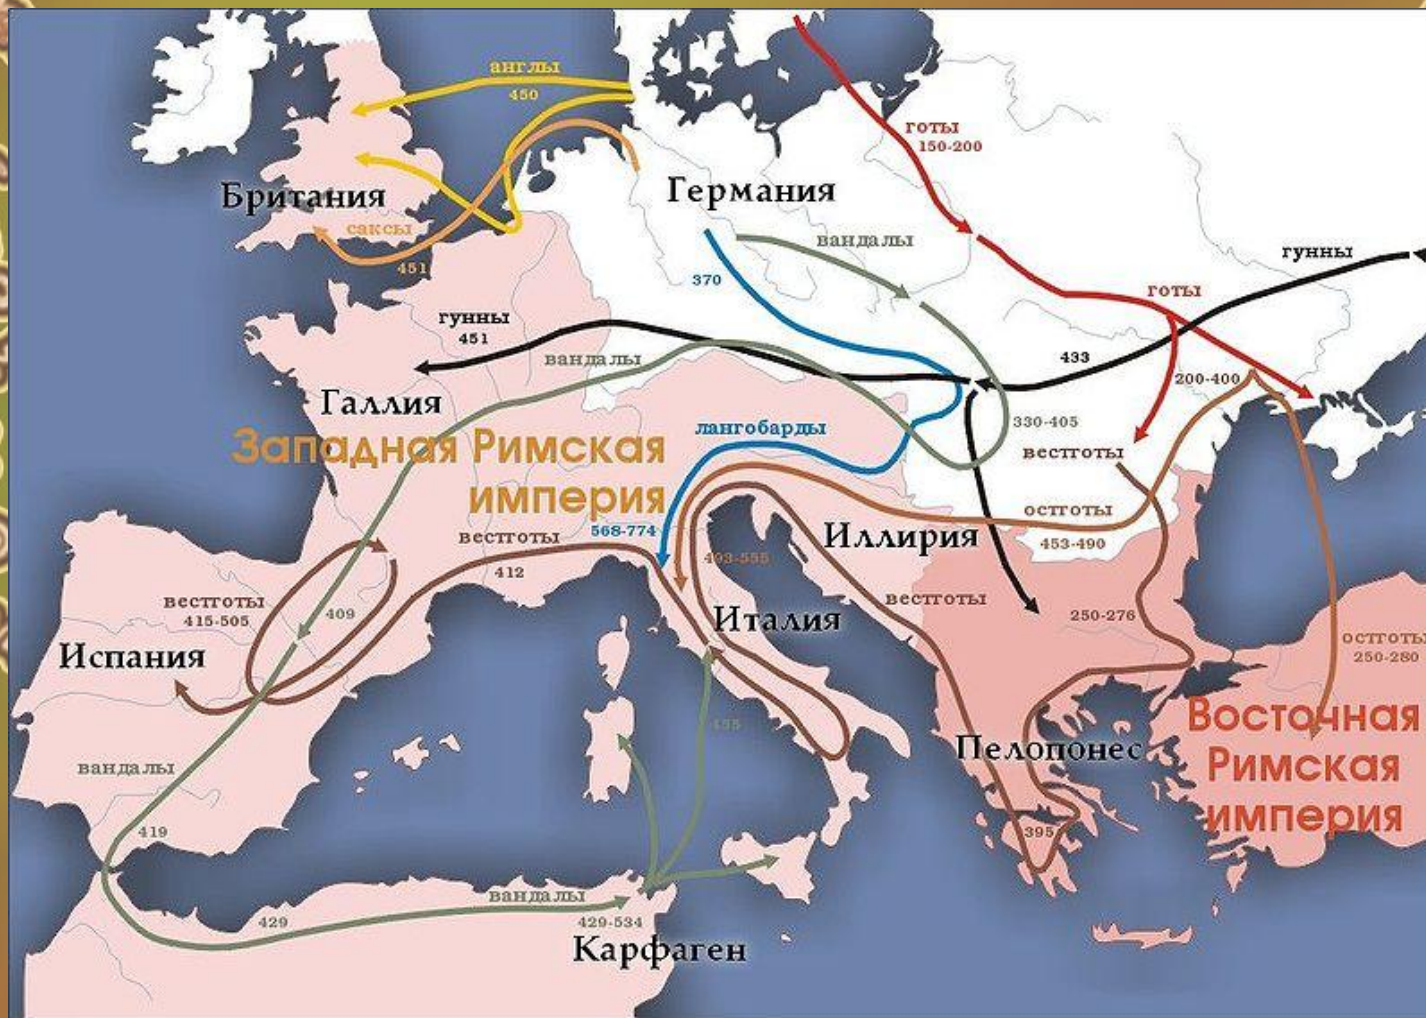 англы
450
готы
150-200
Германия
Британия
саксы
451
вандалы
370
гунны
готы
гунны
451
вандалы
433
200-400
Галлия
330-405
лангобарды
Западная Римская
империя
вестготы
остготы
453-490
568-774
вестготы
412
Иллирия
493-555
вестготы
вестготы
415-505
409
Италия
250-276
остготы
250-280
Испания
455
Восточная
Римская
империя
Пелопонес
вандалы
419
395
вандалы
429
429-534
Карфаген